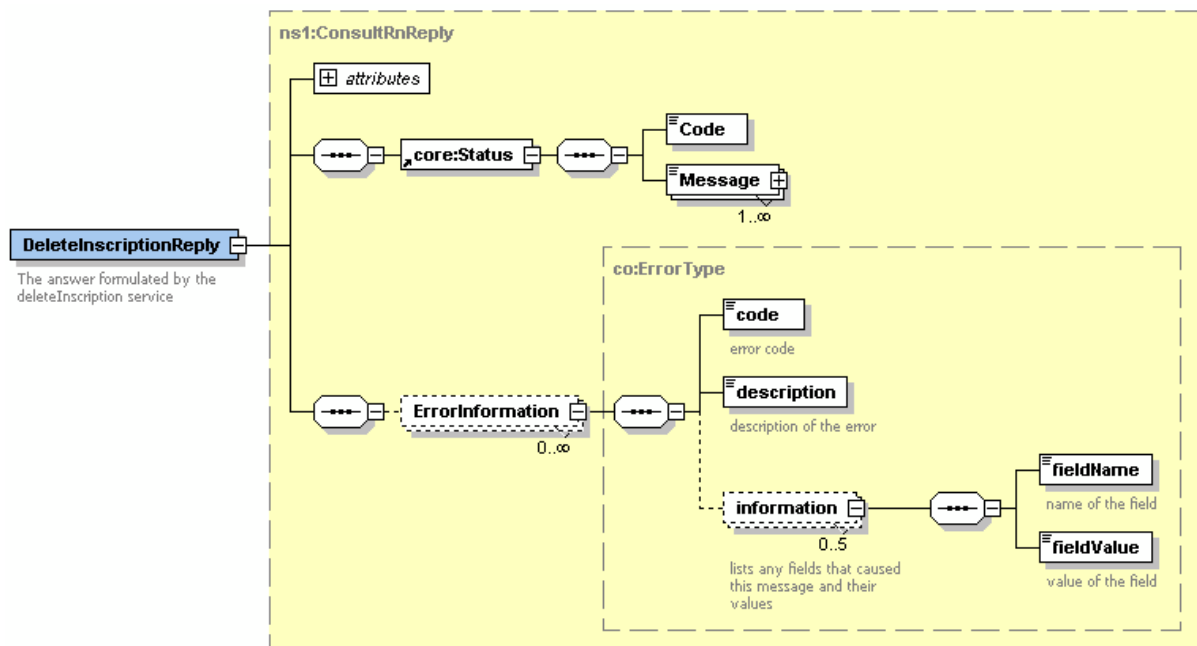 ns1:ConsultRnReply
attributes
core:Status
Code
Message
1..∞
DeleteInscriptionReply
The answer formulated by the
deleteInscription service
co:ErrorType
code
error code
ErrorInformation
0..∞
description
description of the error
information
0..5
lists any fields that caused
this message and their
values
fieldName
name of the field
fieldValue
value of the field